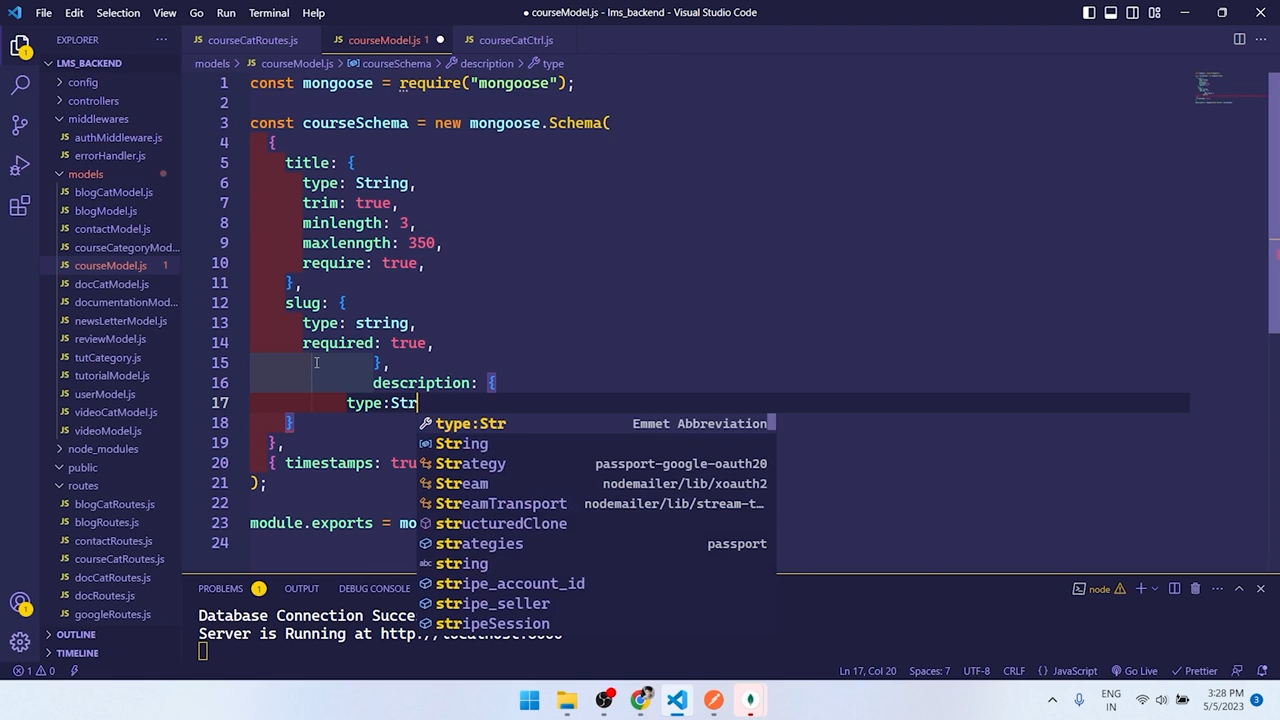 File Edit Selection View Go Run Terminal Help
● courseModel.js - lms_backend - Visual Studio Code
EXPLORER
courseCatRoutes.js courseModel.js 1 courseCatCtrl.js
LMS_BACKEND
models > courseModel.js > courseSchema > description > type
config
controllers
middlewares
authMiddleware.js
errorHandler.js
models
blogCatModel.js
blogModel.js
contactModel.js
courseCategoryMod...
courseModel.js 1
docCatModel.js
documentationMod...
newsLetterModel.js
reviewModel.js
tutCategory.js
tutorialModel.js
userModel.js
videoCatModel.js
videoModel.js
node_modules
public
routes
blogCatRoutes.js
blogRoutes.js
contactRoutes.js
courseCatRoutes.js
docCatRoutes.js
docRoutes.js
googleRoutes.js
OUTLINE
TIMELINE
1 const mongoose = require("mongoose");
2
3 const courseSchema = new mongoose.Schema(
4 {
5 title: {
6 type: String,
7 trim: true,
8 minlength: 3,
9 maxlenngth: 350,
10 require: true,
11 },
12 slug: {
13 type: string,
14 required: true,
15 },
16 description: {
17 type:Str
18 }
19 },
20 { timestamps: tru
21 );
22
23 module.exports = mo
24
type:Str Emmet Abbreviation
String
Strategy passport-google-oauth20
Stream nodemailer/lib/xoauth2
StreamTransport nodemailer/lib/stream-t...
structuredClone
strategies passport
abc string
stripe_account_id
stripe_seller
stripeSession
PROBLEMS 1 OUTPUT DEBUG CONSOLE
node
Database Connection Succe
Server is Running at http://localhost:
1 0
Ln 17, Col 20 Spaces: 7 UTF-8 CRLF {} JavaScript Go Live Prettier
ENG
IN
3:28 PM
5/5/2023
3